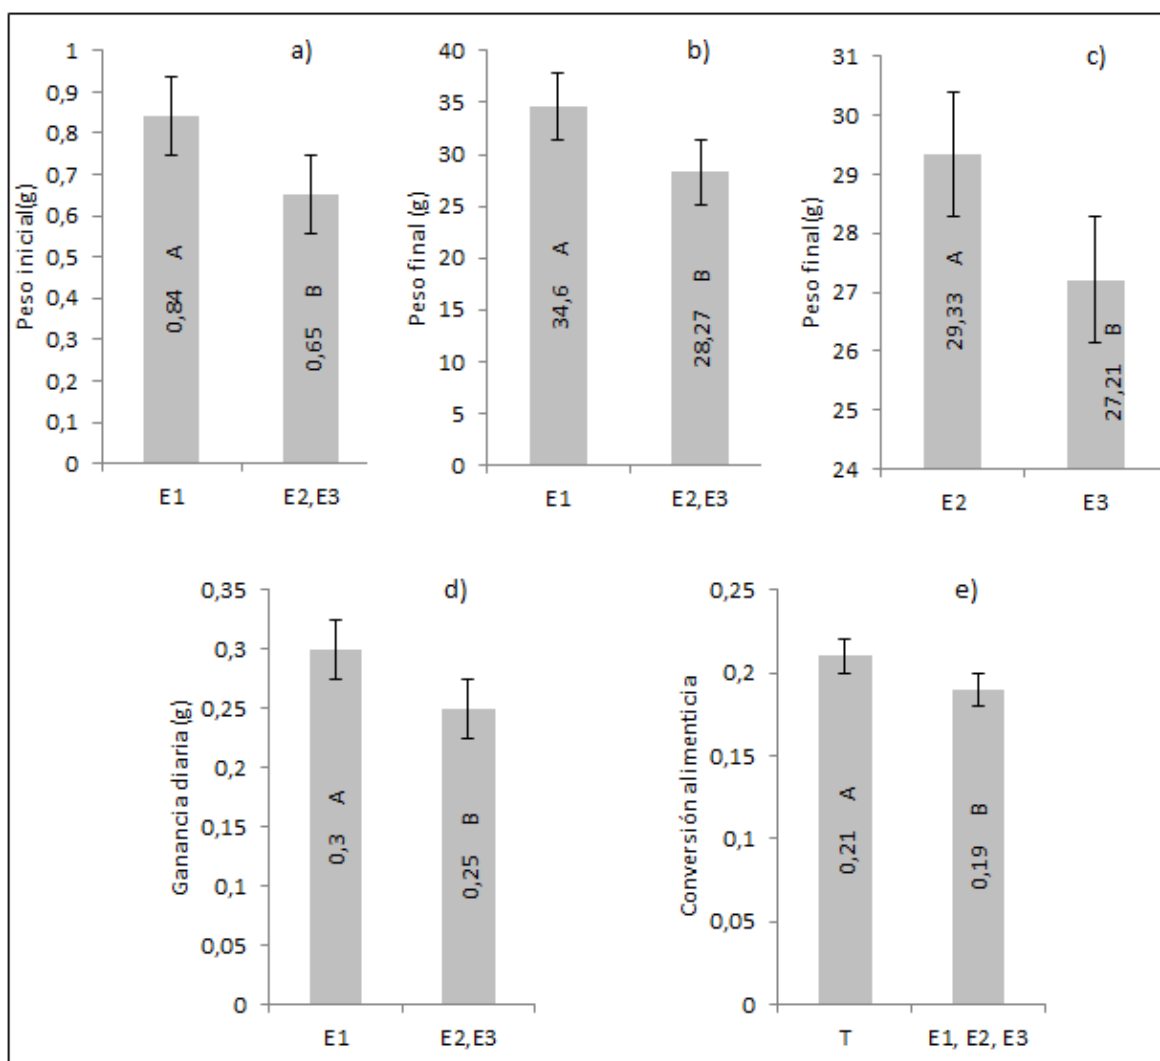 a)
Peso inicial(g)
1
0,9
0,8
0,7
0,6
0,5
0,4
0,3
0,2
0,1
0
0,84 A
0,65 B
E1
E2,E3
b)
Peso final(g)
40
35
30
25
20
15
10
5
0
34,6 A
28,27 B
E1
E2,E3
c)
Peso final(g)
31
30
29
28
27
26
25
24
29,33 A
27,21 B
E2
E3
d)
Ganancia diaria(g)
0,35
0,3
0,25
0,2
0,15
0,1
0,05
0
0,3 A
0,25 B
E1
E2,E3
e)
Conversión alimenticia
0,25
0,2
0,15
0,1
0,05
0
0,21 A
0,19 B
T
E1, E2, E3